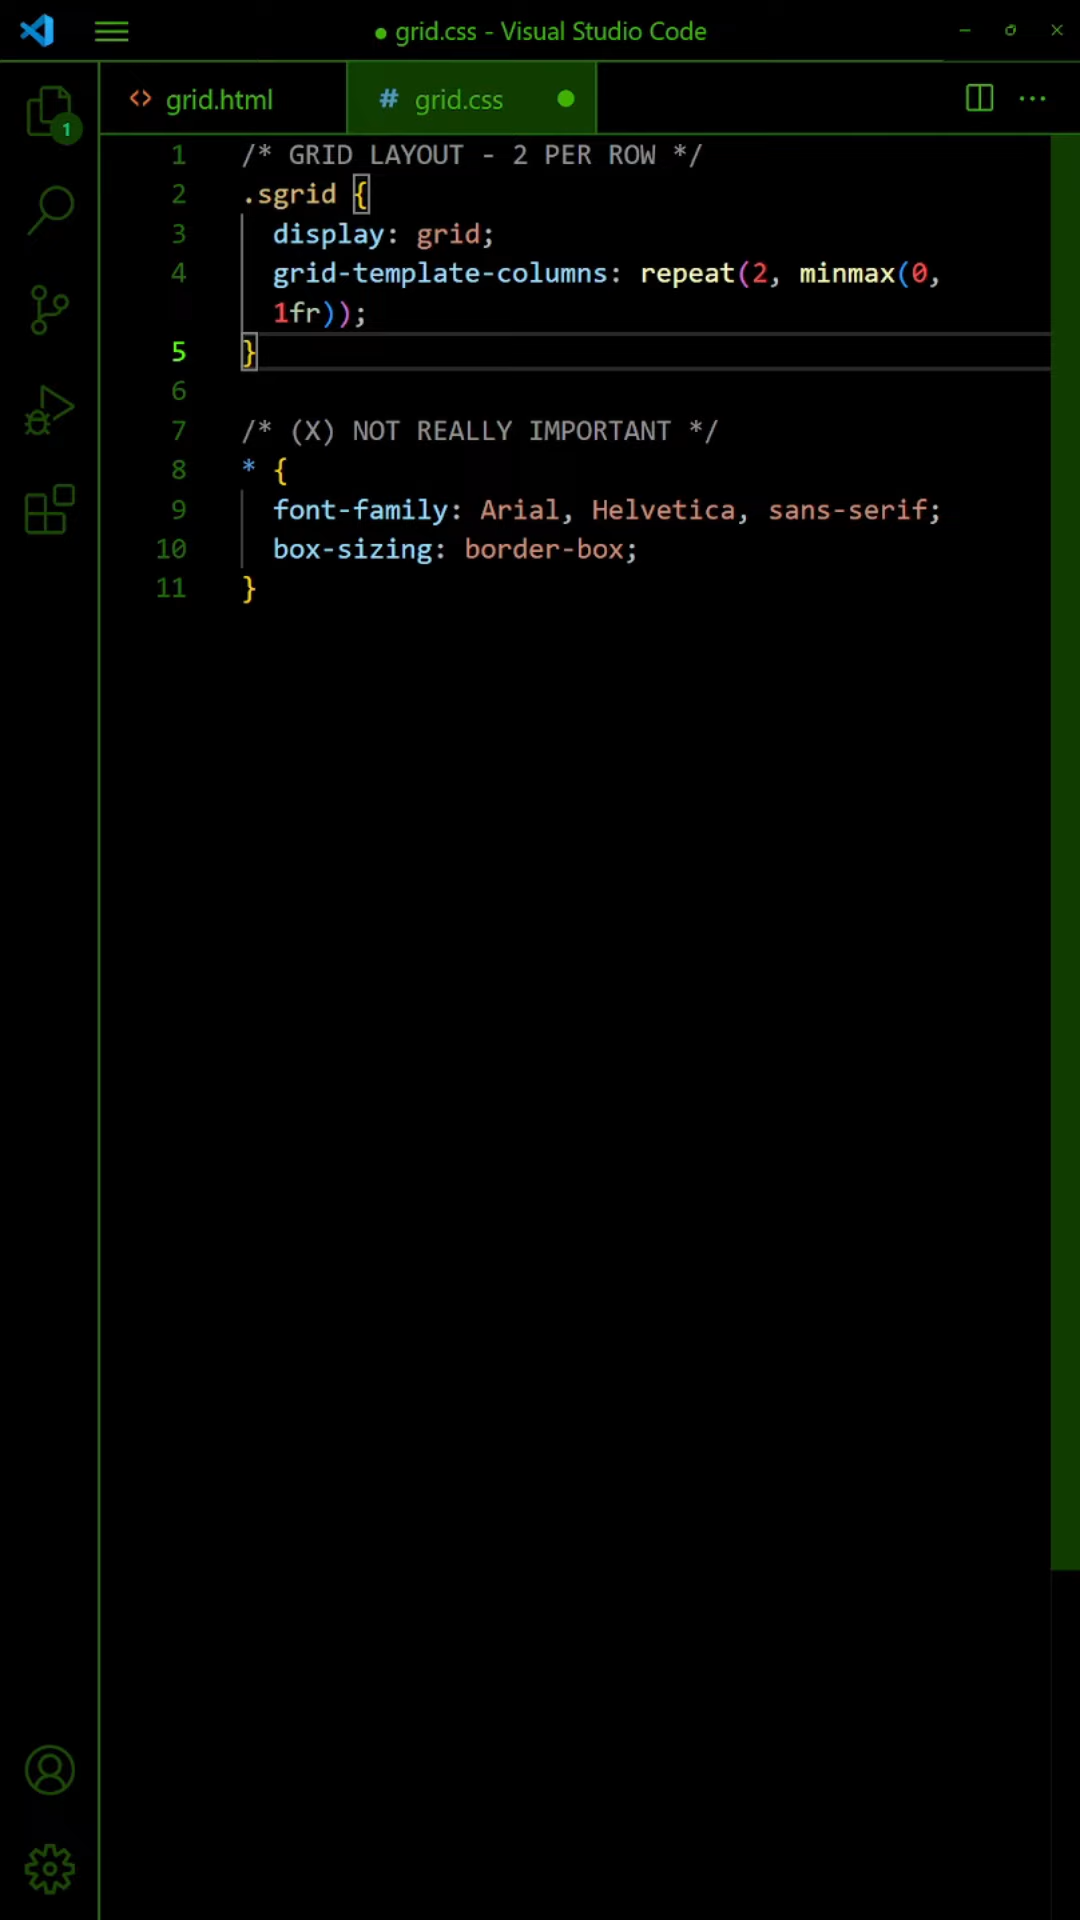 ● grid.css - Visual Studio Code
<> grid.html
# grid.css
1
1 /* GRID LAYOUT - 2 PER ROW */
2 .sgrid {
3 display: grid;
4 grid-template-columns: repeat(2, minmax(0,
1fr));
5 }
6
7 /* (X) NOT REALLY IMPORTANT */
8 * {
9 font-family: Arial, Helvetica, sans-serif;
10 box-sizing: border-box;
11 }